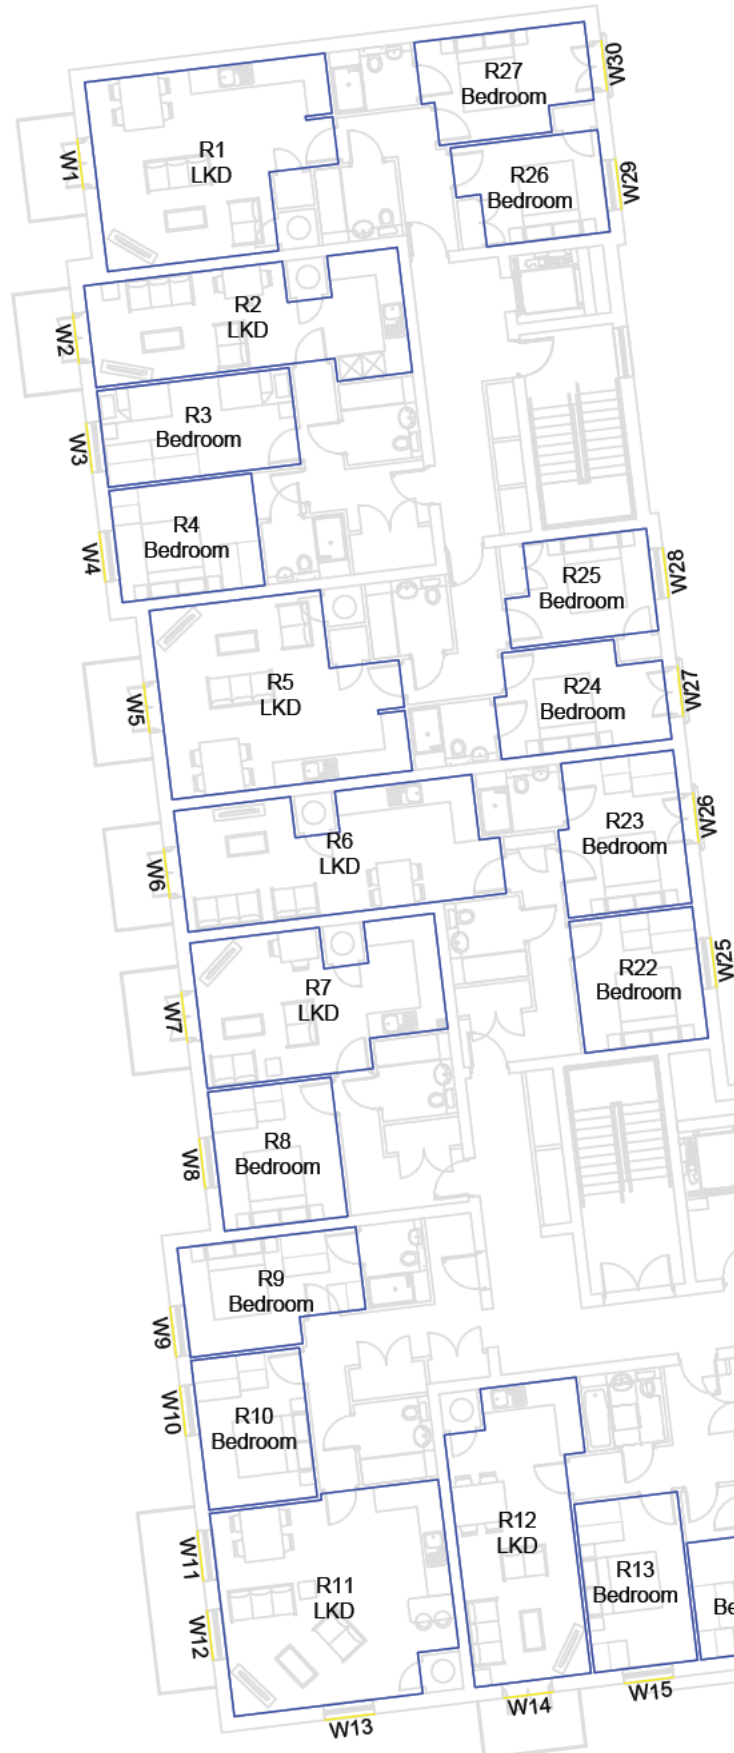 R27
Bedroom
W30
R1
LKD
W1
R26
Bedroom
W29
R2
LKD
W2
R3
Bedroom
W3
R4
Bedroom
W4
R25
Bedroom
W28
R5
LKD
W5
R24
Bedroom
W27
R6
LKD
W6
R23
Bedroom
W26
R7
LKD
W7
R22
Bedroom
W25
R8
Bedroom
W8
R9
Bedroom
W9
R10
Bedroom
W10
R12
LKD
W11
R11
LKD
R13
Bedroom
Be
W12
W13
W14
W15